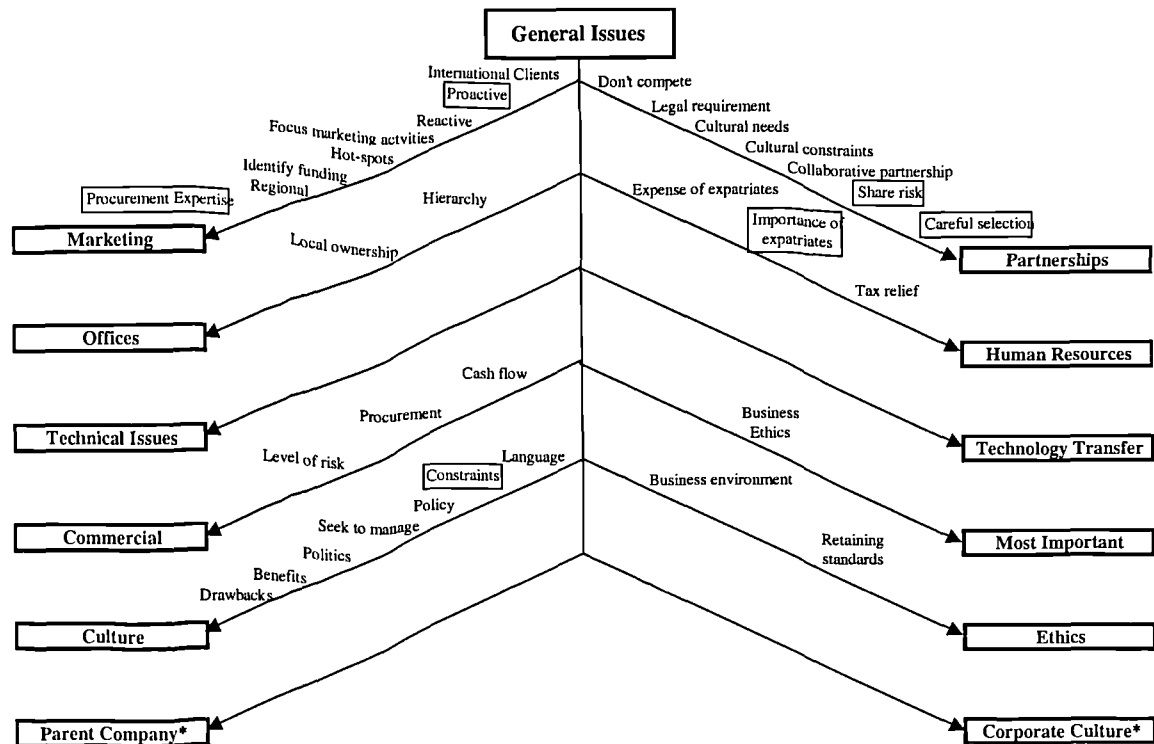 General Issues
International Clients
Proactive
Reactive
Focus marketing actvities
Hot-spots
Identify funding
Regional
Procurement Expertise
Marketing
Don't compete
Legal requirement
Cultural needs
Cultural constraints
Collaborative partnership
Share risk
Careful selection
Partnerships
Hierarchy
Local ownership
Offices
Expense of expatriates
Importance of
expatriates
Tax relief
Human Resources
Technical Issues
Technology Transfer
Cash flow
Procurement
Level of risk
Commercial
Business
Ethics
Most Important
Language
Constraints
Policy
Seek to manage
Politics
Benefits
Drawbacks
Culture
Business environment
Retaining
standards
Ethics
Parent Company*
Corporate Culture*